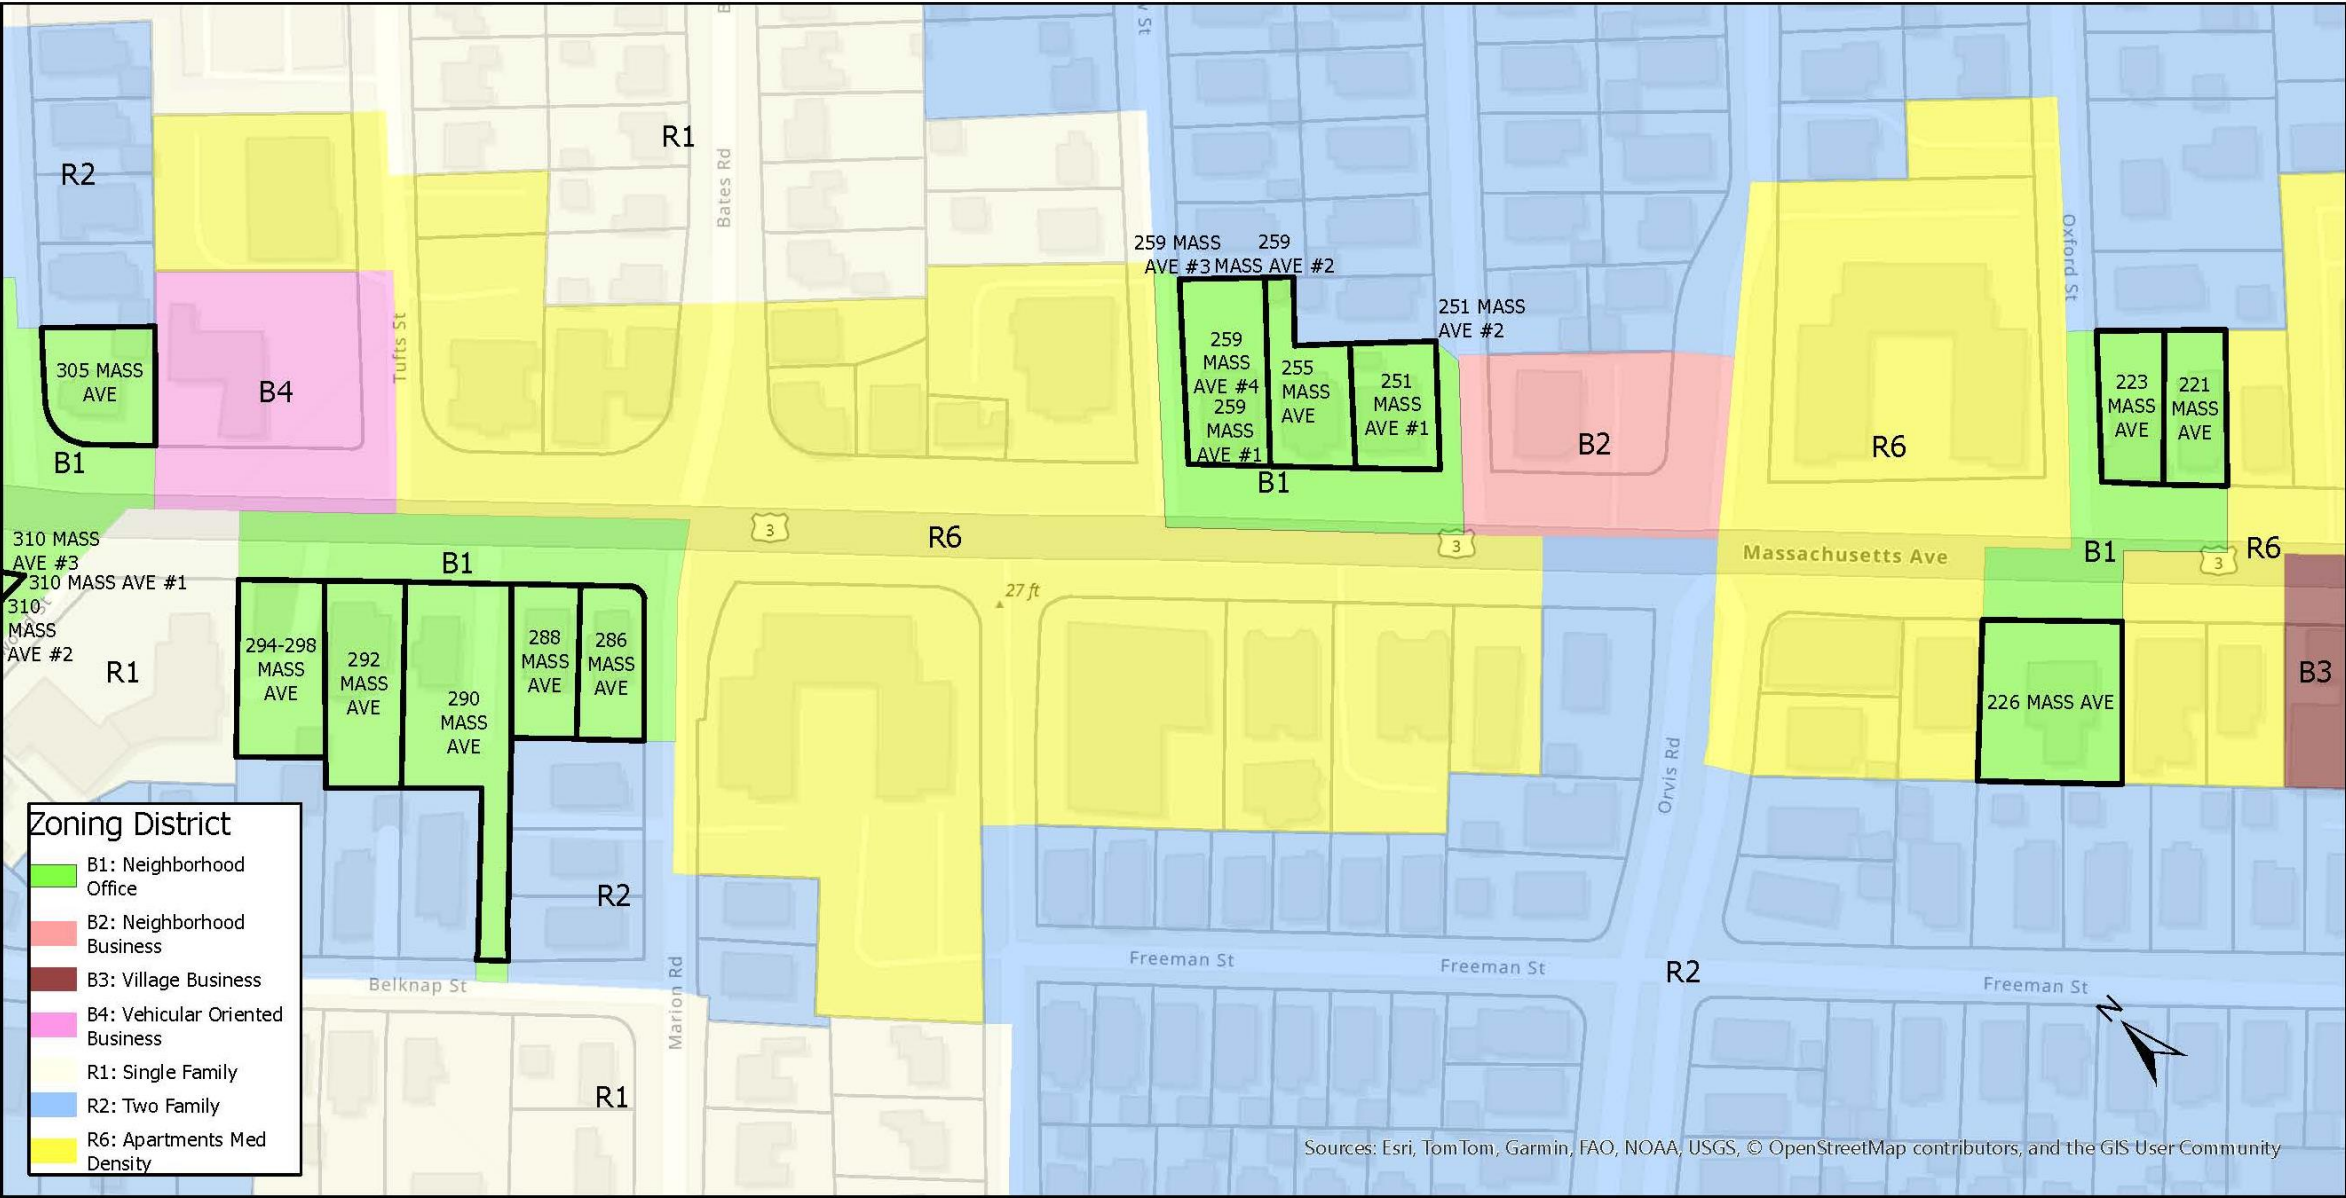 w St
B
R1
R2
Bates Rd
Oxford St
259 MASS
AVE #3
259
MASS AVE #2
251 MASS
AVE #2
Tufts St
305 MASS
AVE
B4
259
MASS
AVE #4
259
MASS
AVE #1
255
MASS
AVE
251
MASS
AVE #1
B2
R6
223
MASS
AVE
221
MASS
AVE
B1
B1
3
R6
3
Massachusetts Ave
B1
3
R6
310 MASS
AVE #3
310 MASS AVE #1
310
MASS
AVE #2
B1
27 ft
R1
294-298
MASS
AVE
292
MASS
AVE
290
MASS
AVE
288
MASS
AVE
286
MASS
AVE
226 MASS AVE
B3
Orvis Rd
R2
Marion Rd
Belknap St
Freeman St
Freeman St
R2
Freeman St
N
R1
Zoning District
B1: Neighborhood
Office
B2: Neighborhood
Business
B3: Village Business
B4: Vehicular Oriented
Business
R1: Single Family
R2: Two Family
R6: Apartments Med
Density
Sources: Esri, TomTom, Garmin, FAO, NOAA, USGS, © OpenStreetMap contributors, and the GIS User Community